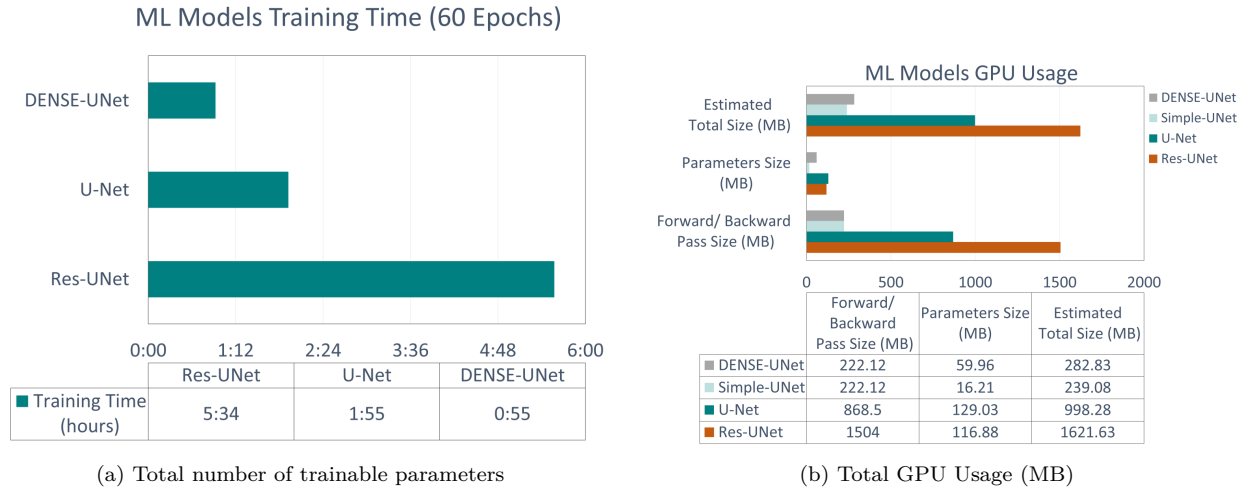 ML Models Training Time (60 Epochs)
DENSE-UNet
U-Net
Res-UNet
0:00 1:12 2:24 3:36 4:48 6:00
Res-UNet U-Net DENSE-UNet
Training Time
(hours)
5:34 1:55 0:55
(a) Total number of trainable parameters
ML Models GPU Usage
DENSE-UNet
Simple-UNet
U-Net
Res-UNet
Estimated
Total Size (MB)
Parameters Size
(MB)
Forward/ Backward
Pass Size (MB)
0 500 1000 1500 2000
Forward/
Backward
Pass Size (MB)
Parameters Size
(MB)
Estimated
Total Size (MB)
DENSE-UNet 222.12 59.96 282.83
Simple-UNet 222.12 16.21 239.08
U-Net 868.5 129.03 998.28
Res-UNet 1504 116.88 1621.63
(b) Total GPU Usage (MB)